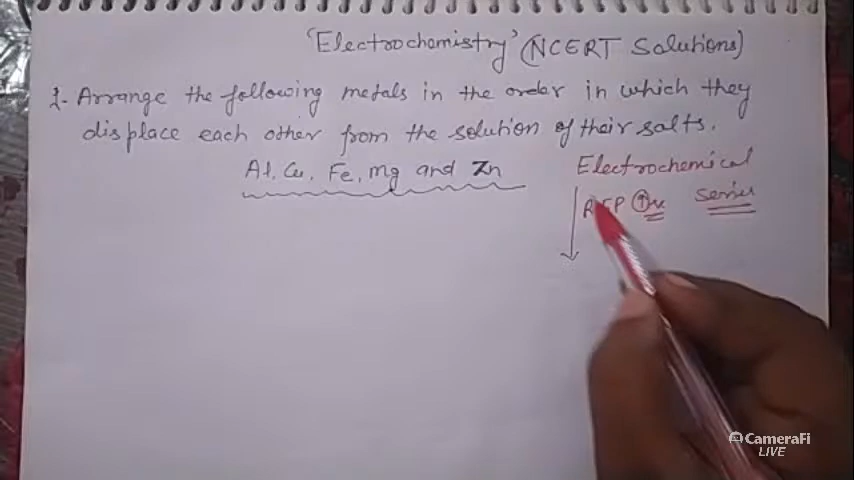 'Electrochemistry' (NCERT Solutions)
1. Arrange the following metals in the order in which they
displace each other from the solution of their salts.
Al, Cu, Fe, Mg and Zn
Electrochemical
Series
CameraFi
LIVE